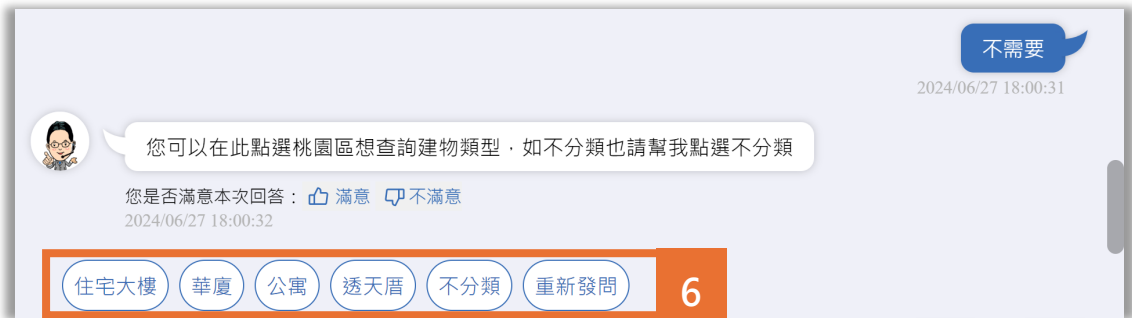 不需要
2024/06/27 18:00:31
您可以在此點選桃園區想查詢建物類型，如不分類也請幫我點選不分類
您是否滿意本次回答： 滿意 不滿意
2024/06/27 18:00:32
住宅大樓 華廈 公寓 透天厝 不分類 重新發問 6